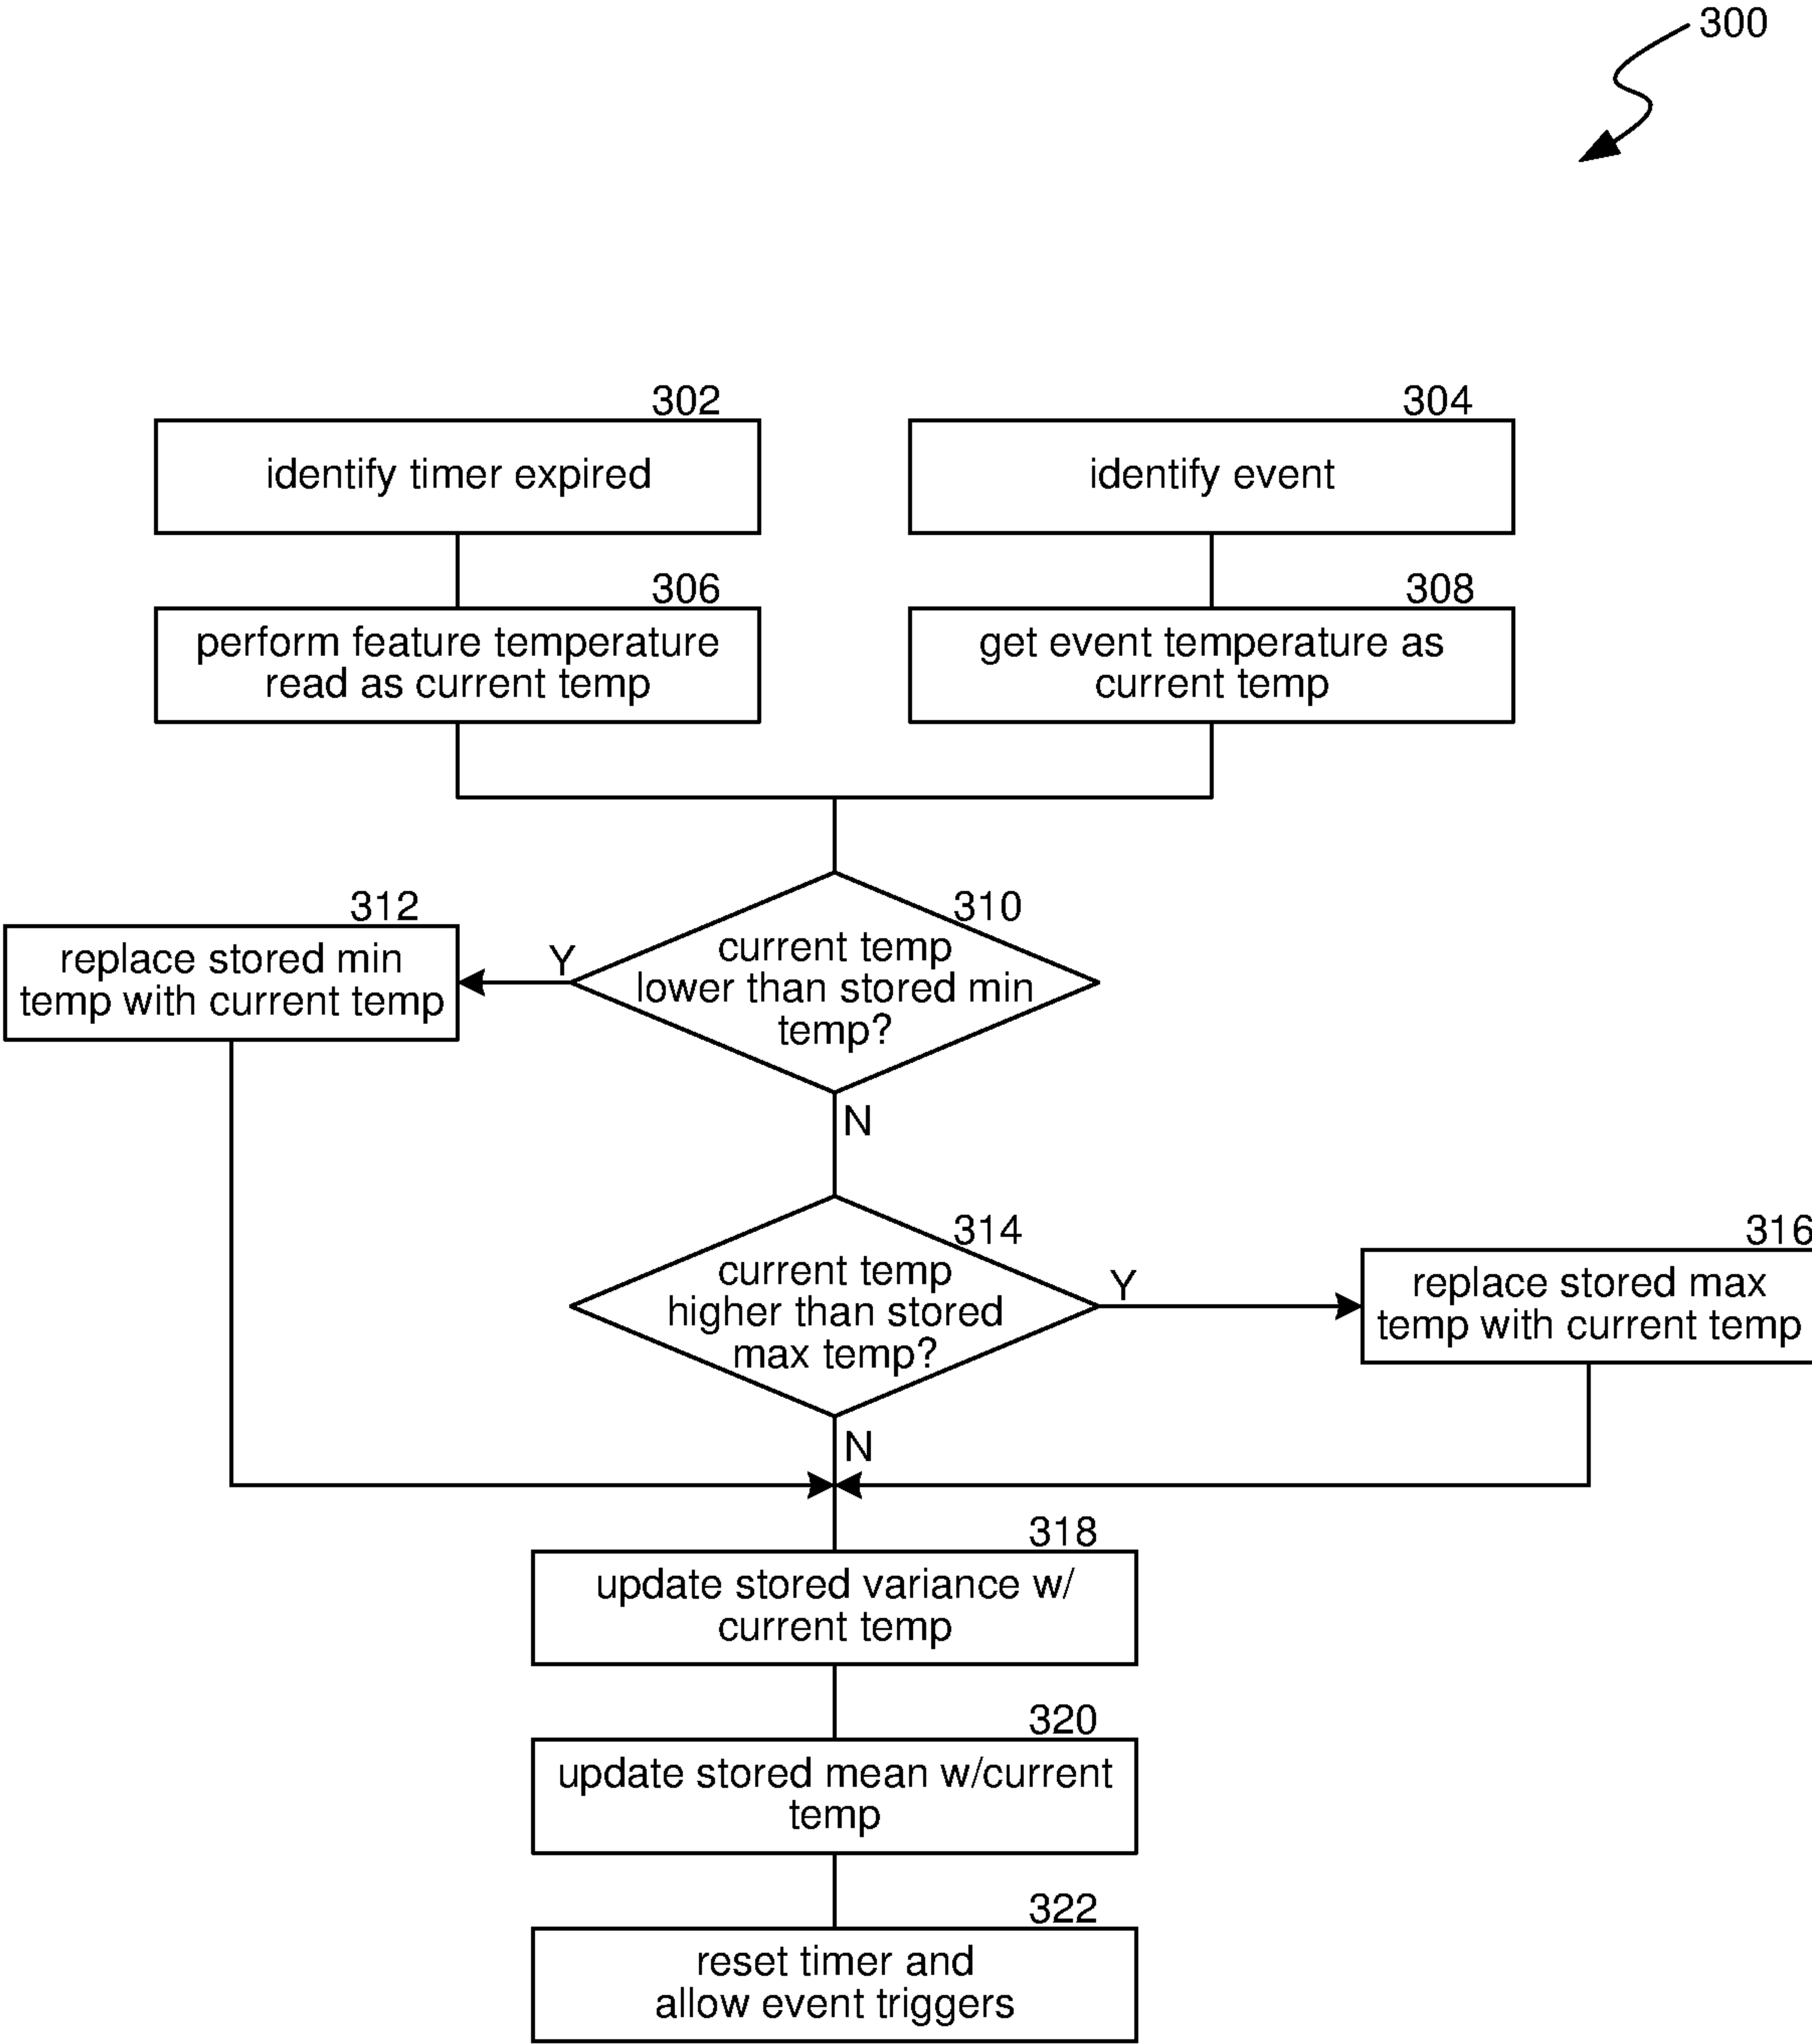 300
302
identify timer expired
304
identify event
306
perform feature temperature
read as current temp
308
get event temperature as
current temp
310
current temp
lower than stored min
temp?
Y
312
replace stored min
temp with current temp
N
314
current temp
higher than stored
max temp?
Y
316
replace stored max
temp with current temp
N
318
update stored variance w/
current temp
320
update stored mean w/current
temp
322
reset timer and
allow event triggers